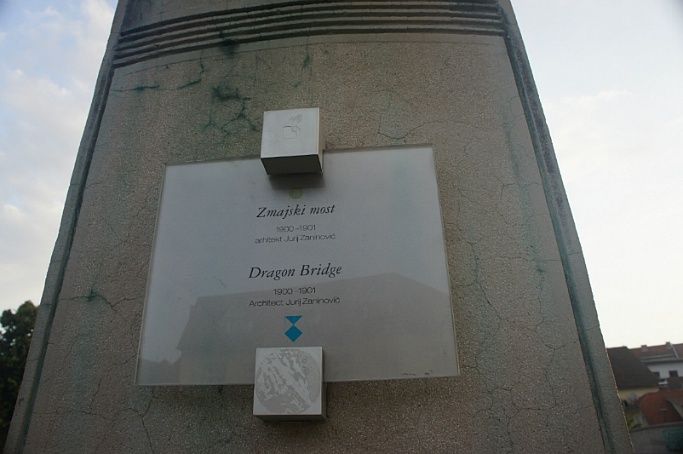 Zmajski most
1900-1901
arhitekt Jurij Zaninović
Dragon Bridge
1900-1901
Architect Jurij Zaninović